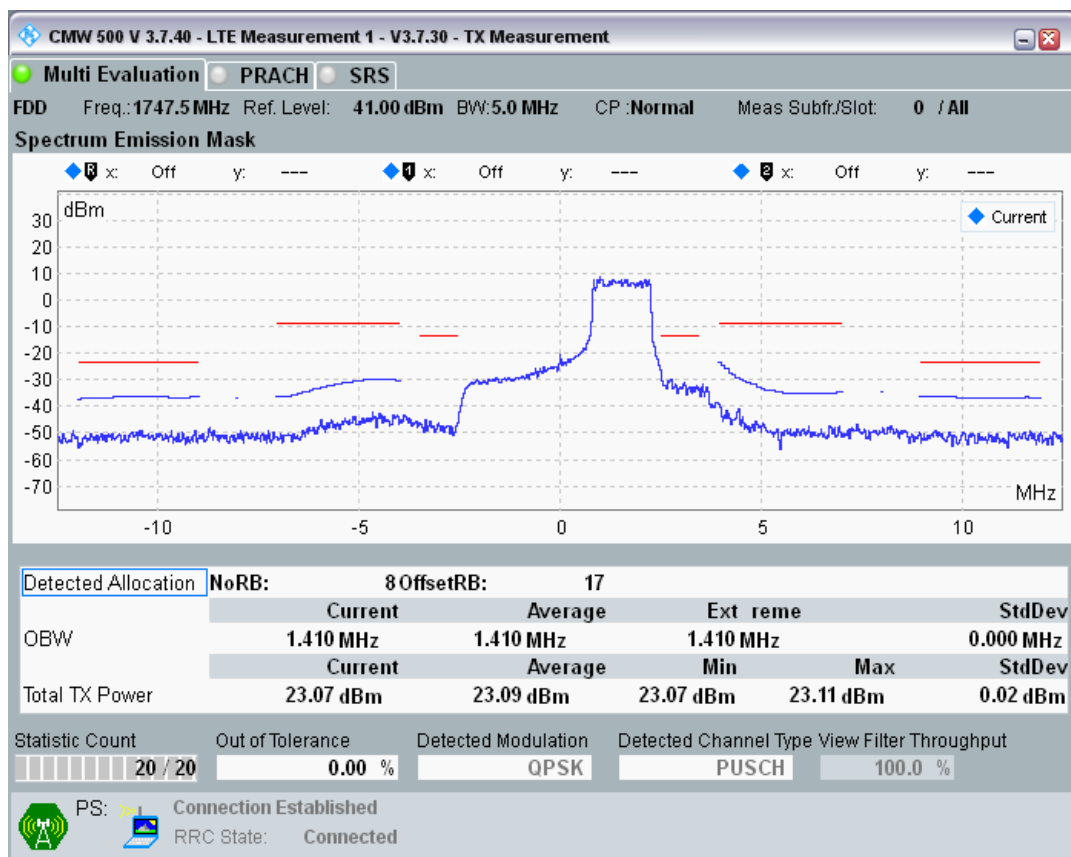 CMW 500 V 3.7.40 - LTE Measurement 1 - V3.7.30 - TX Measurement
Multi Evaluation PRACH SRS
FDD Freq.:1747.5 MHz Ref. Level: 41.00 dBm BW:5.0 MHz CP :Normal Meas Subfr./Slot: 0 / All
Spectrum Emission Mask
R x: Off y: --- 1 x: Off y: --- 2 x: Off y: ---
dBm
Current
30
20
10
0
-10
-20
-30
-40
-50
-60
-70
MHz
-10 -5 0 5 10
Detected Allocation NoRB: 8 OffsetRB: 17
Current Average Ext reme StdDev
OBW 1.410 MHz 1.410 MHz 1.410 MHz 0.000 MHz
Current Average Min Max StdDev
Total TX Power 23.07 dBm 23.09 dBm 23.07 dBm 23.11 dBm 0.02 dBm
Statistic Count Out of Tolerance Detected Modulation Detected Channel Type View Filter Throughput
20 / 20 0.00 % QPSK PUSCH 100.0 %
PS: Connection Established
RRC State: Connected